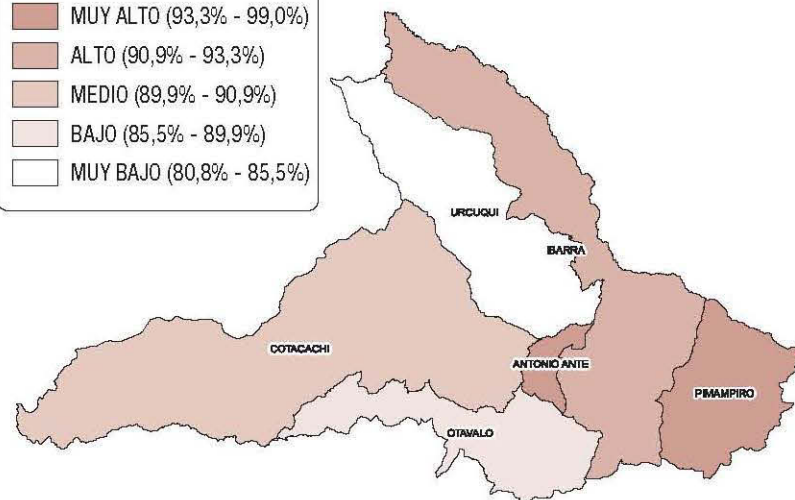 MUY ALTO (93,3% - 99,0%)
ALTO (90,9% - 93,3%)
MEDIO (89,9% - 90,9%)
BAJO (85,5% - 89,9%)
MUY BAJO (80,8% - 85,5%)
URCUQUI
IBARRA
COTACACHI
ANTONIO ANTE
PIMAMPIRO
OTAVALO